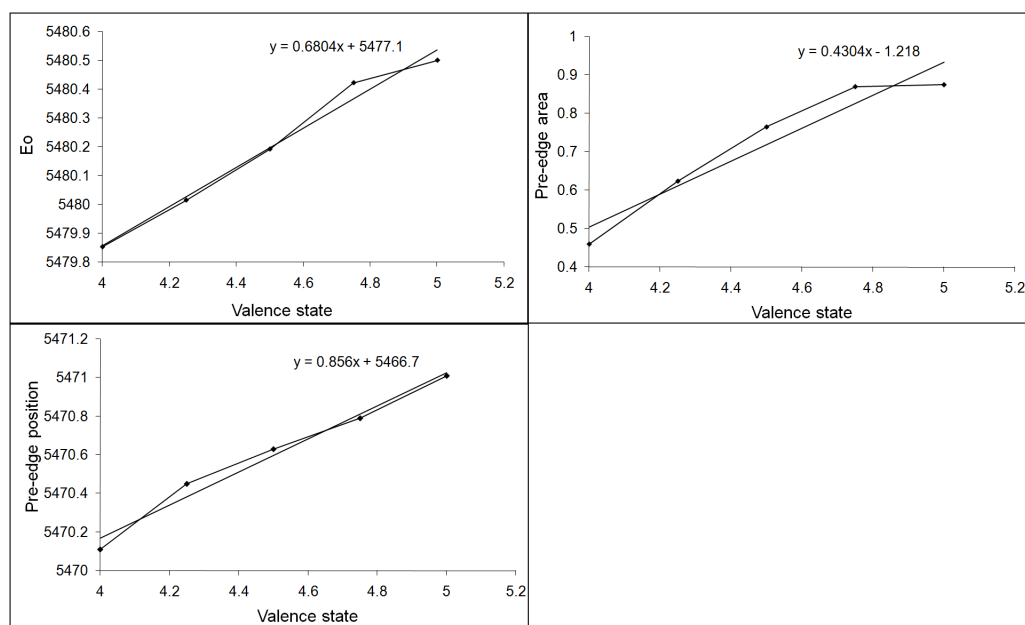 Eo
5480.6
5480.5
5480.4
5480.3
5480.2
5480.1
5480
5479.9
5479.8
y = 0.6804x + 5477.1
4 4.2 4.4 4.6 4.8 5 5.2
Valence state
Pre-edge area
1
0.9
0.8
0.7
0.6
0.5
0.4
y = 0.4304x - 1.218
4 4.2 4.4 4.6 4.8 5 5.2
Valence state
Pre-edge position
5471.2
5471
5470.8
5470.6
5470.4
5470.2
5470
y = 0.856x + 5466.7
4 4.2 4.4 4.6 4.8 5 5.2
Valence state